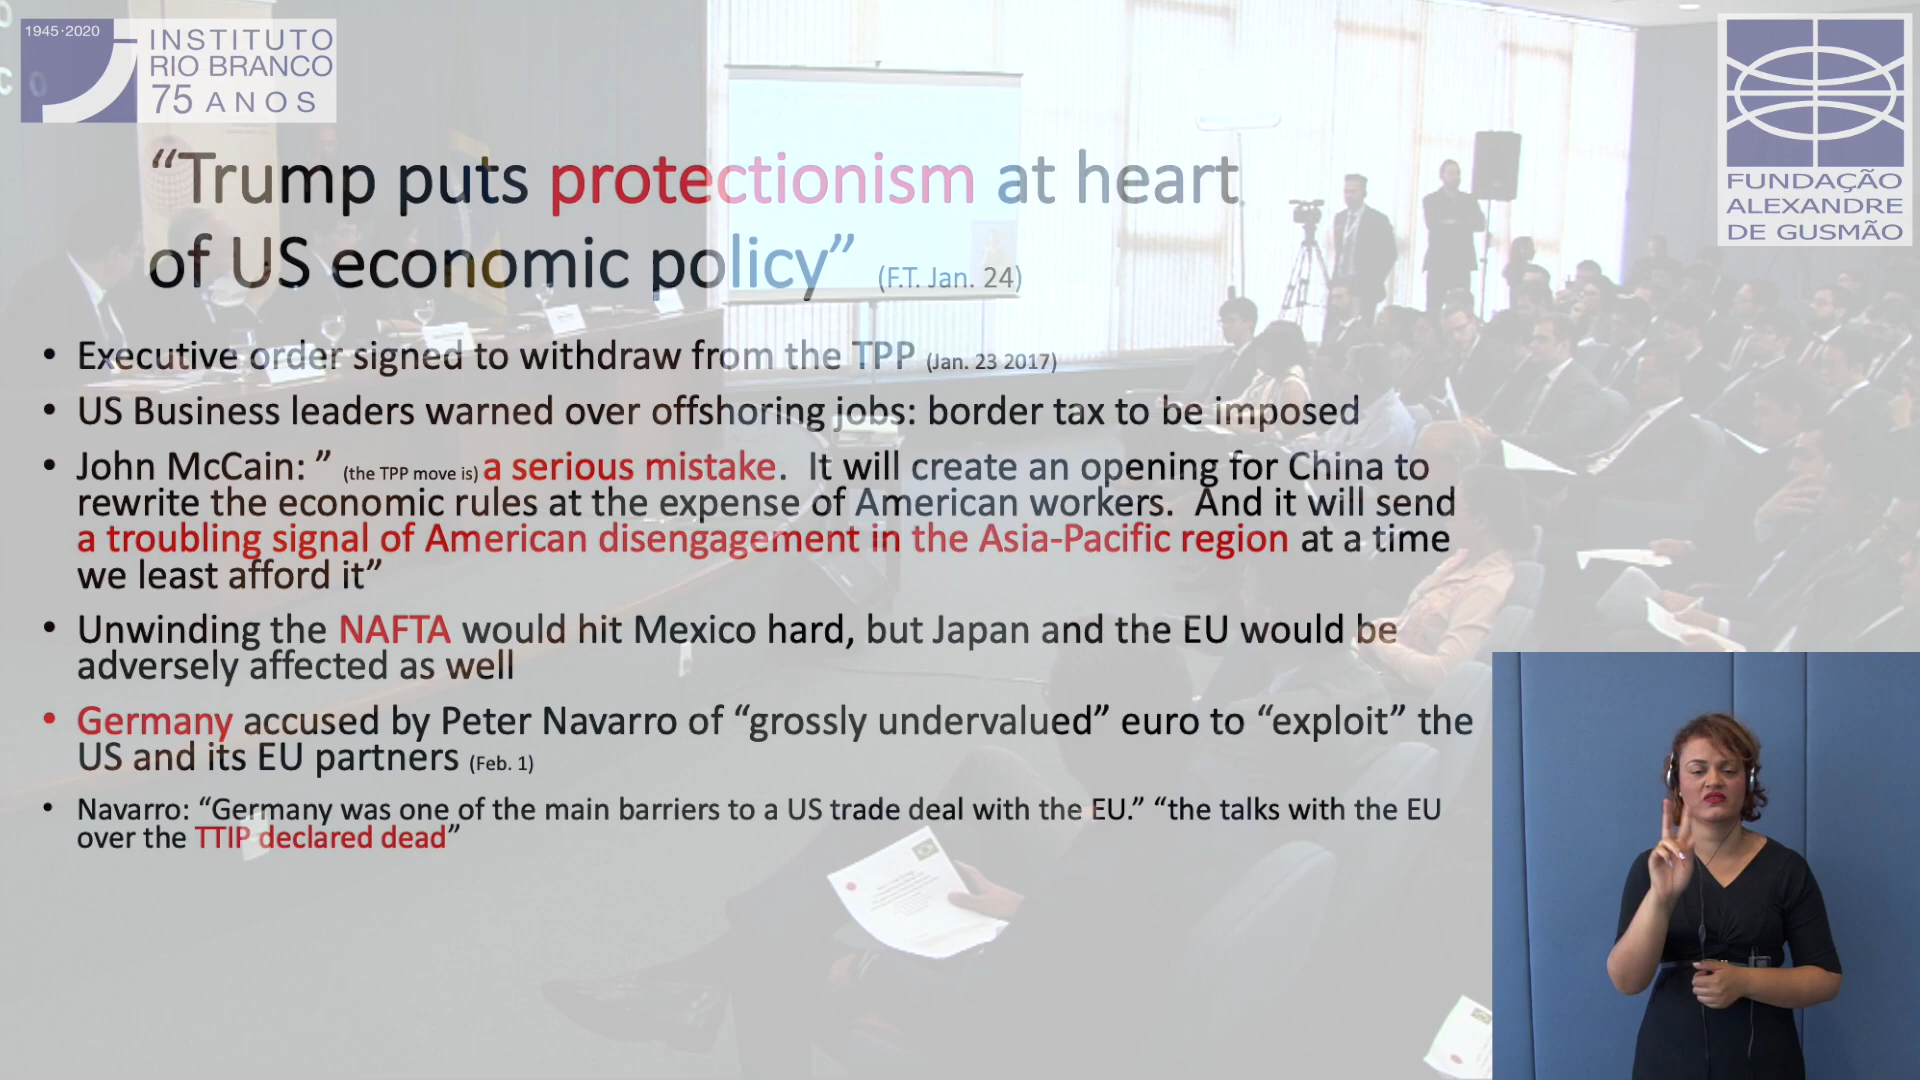 1945·2020
INSTITUTO
RIO BRANCO
75 ANOS
FUNDAÇÃO
ALEXANDRE
DE GUSMÃO
“Trump puts protectionism at heart
of US economic policy” (F.T. Jan. 24)
• Executive order signed to withdraw from the TPP (Jan. 23 2017)
• US Business leaders warned over offshoring jobs: border tax to be imposed
• John McCain: ” (the TPP move is) a serious mistake. It will create an opening for China to
rewrite the economic rules at the expense of American workers. And it will send
a troubling signal of American disengagement in the Asia-Pacific region at a time
we least afford it”
• Unwinding the NAFTA would hit Mexico hard, but Japan and the EU would be
adversely affected as well
• Germany accused by Peter Navarro of “grossly undervalued” euro to “exploit” the
US and its EU partners (Feb. 1)
• Navarro: “Germany was one of the main barriers to a US trade deal with the EU.” “the talks with the EU
over the TTIP declared dead”